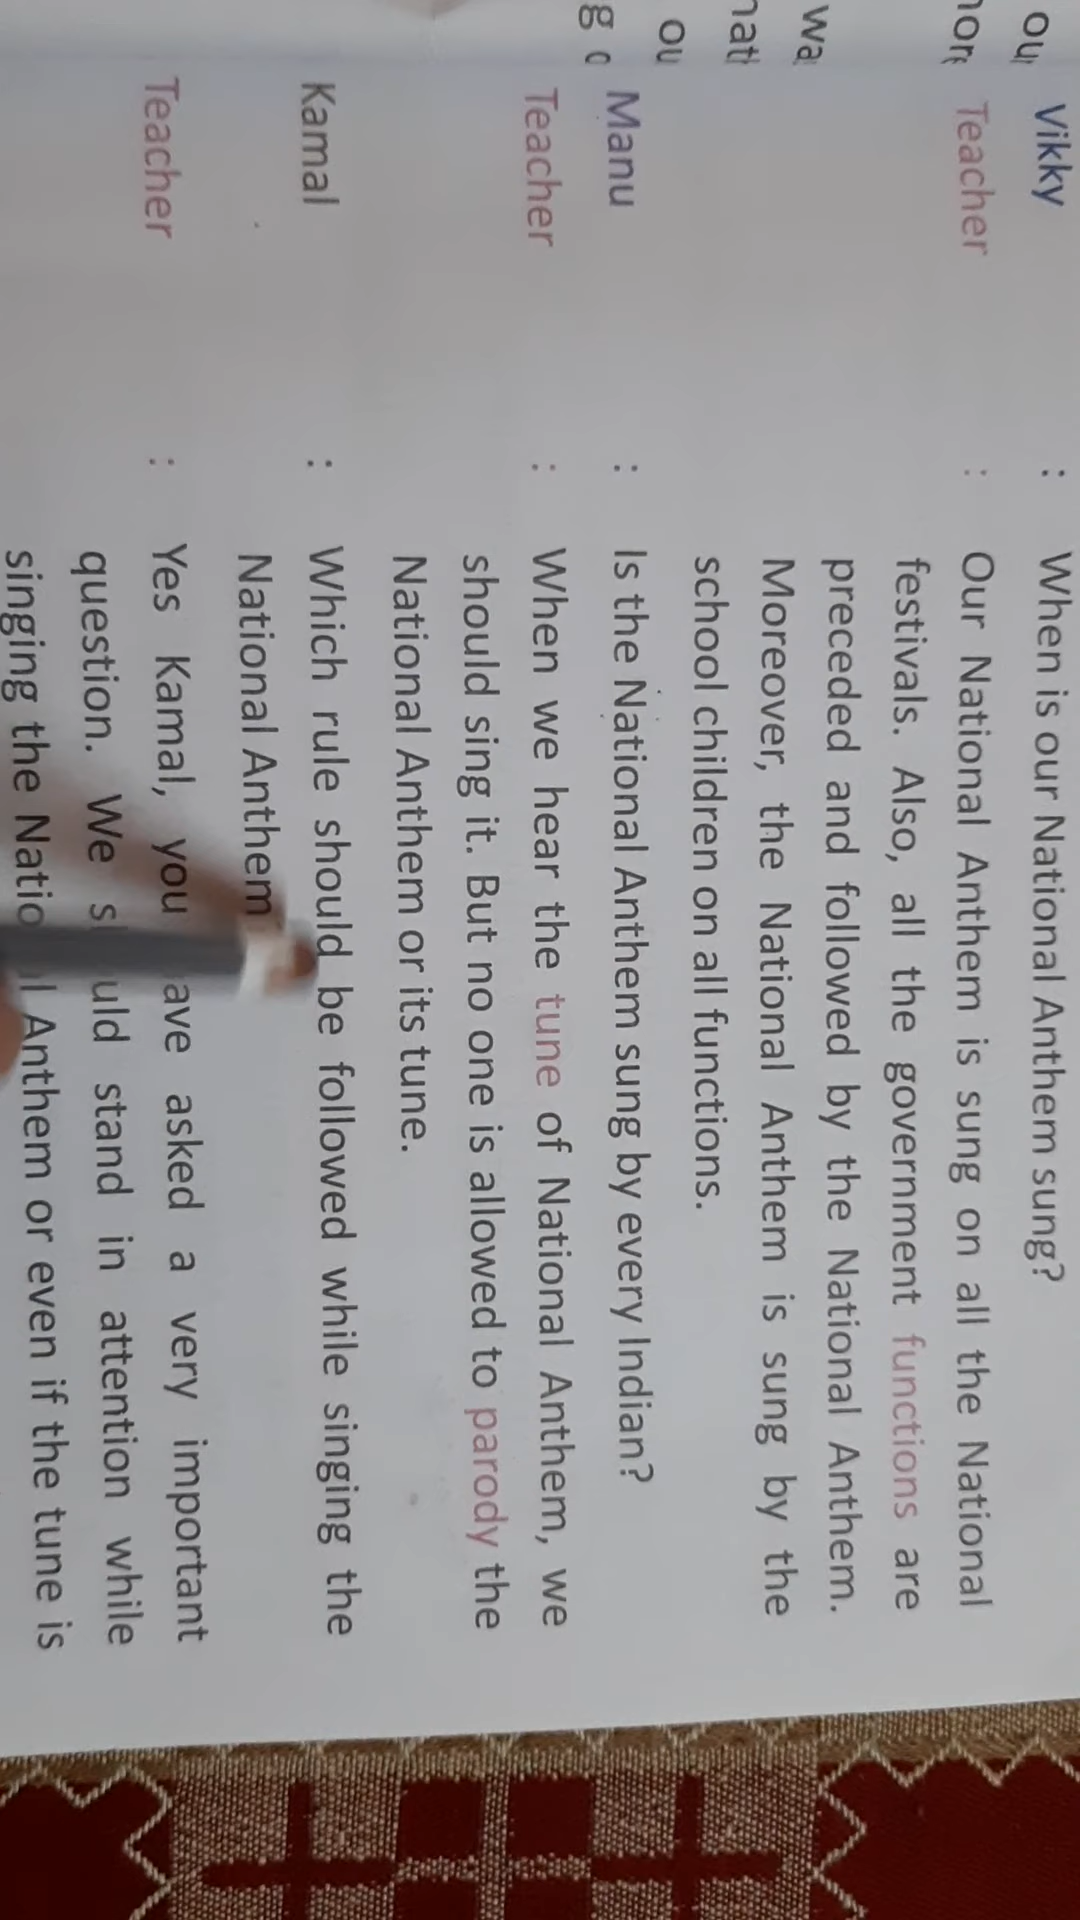 Vikky : When is our National Anthem sung?
Teacher : Our National Anthem is sung on all the National
festivals. Also, all the government functions are
preceded and followed by the National Anthem.
Moreover, the National Anthem is sung by the
school children on all functions.
Manu : Is the National Anthem sung by every Indian?
Teacher : When we hear the tune of National Anthem, we
should sing it. But no one is allowed to parody the
National Anthem or its tune.
Kamal : Which rule should be followed while singing the
National Anthem
Teacher : Yes Kamal, you ave asked a very important
question. We s uld stand in attention while
singing the Natio l Anthem or even if the tune is